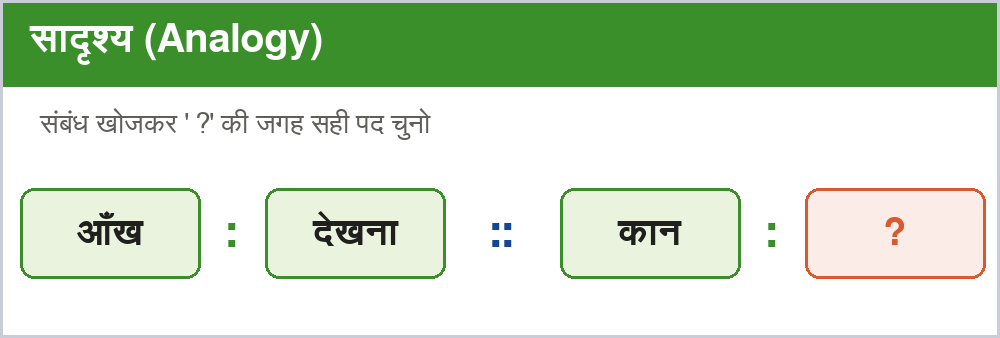 सादृश्य (Analogy)
संबंध खोजकर ' ?' की जगह सही पद चुनो
आँख : देखना :: कान : ?